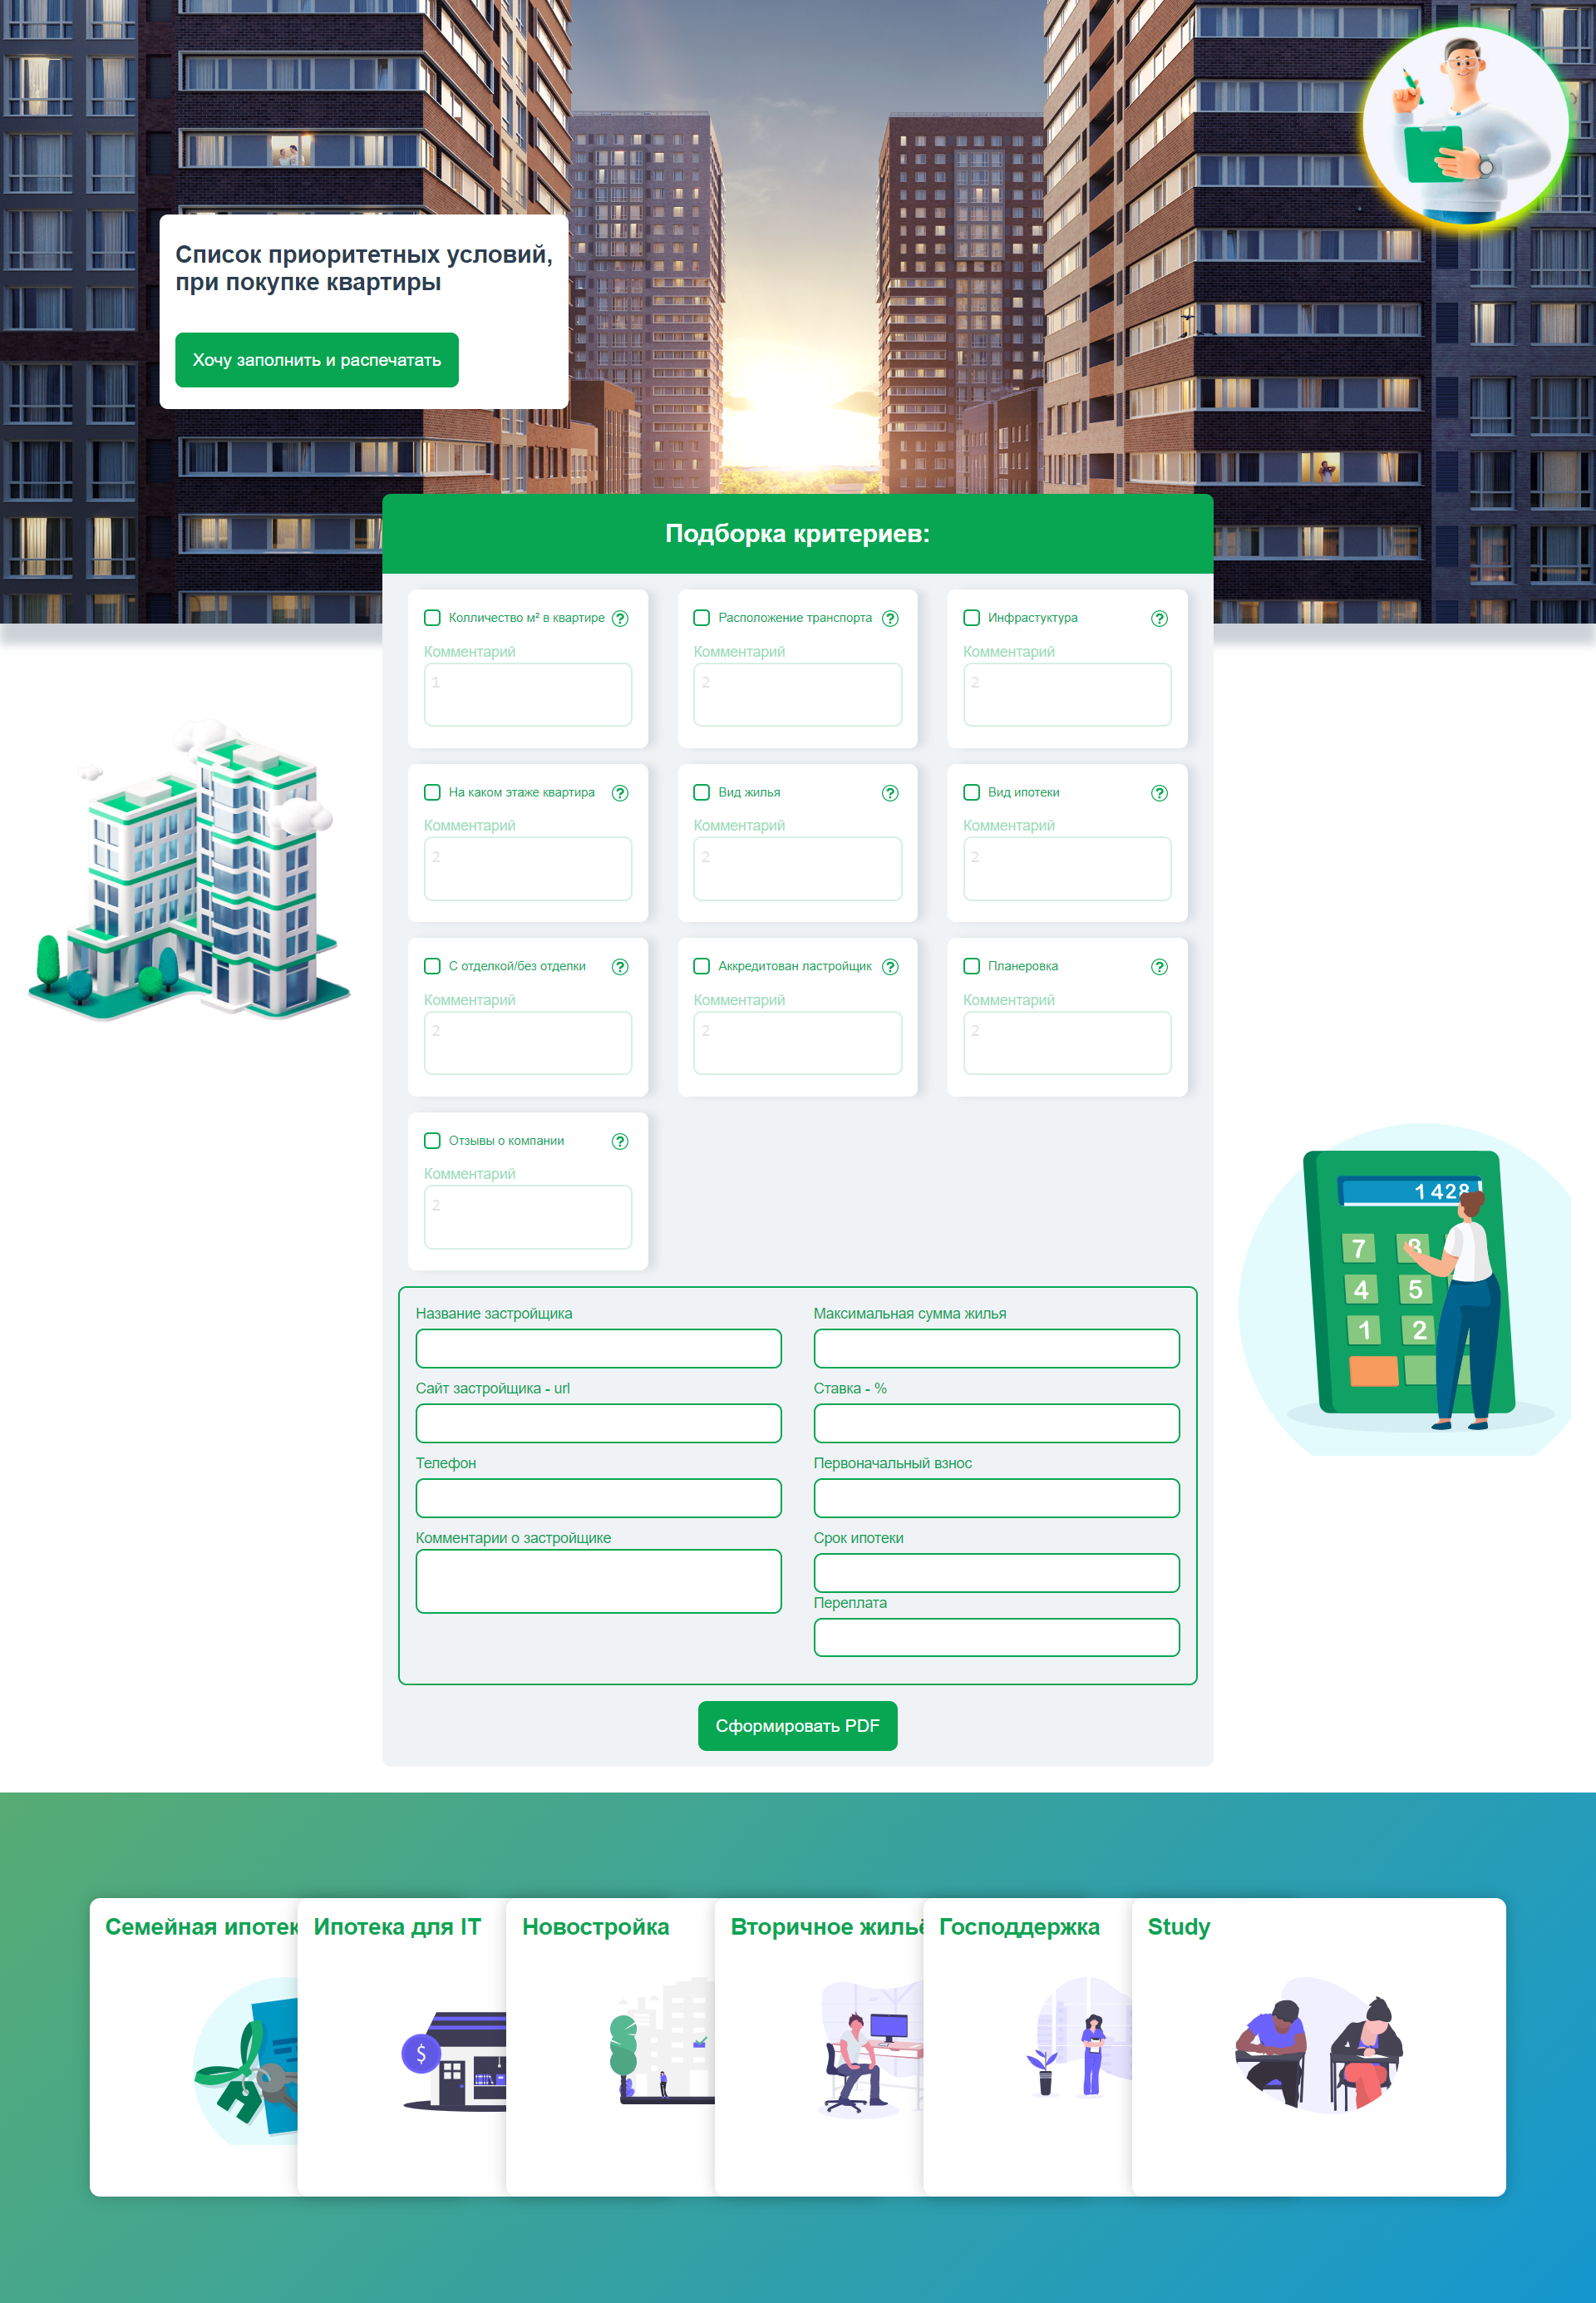 Список приоритетных условий,
при покупке квартиры
Хочу заполнить и распечатать
Подборка критериев:
Колличество м² в квартире ?
Комментарий
1
Расположение транспорта ?
Комментарий
2
Инфрастуктура ?
Комментарий
2
На каком этаже квартира ?
Комментарий
2
Вид жилья ?
Комментарий
2
Вид ипотеки ?
Комментарий
2
С отделкой/без отделки ?
Комментарий
2
Аккредитован ластройщик ?
Комментарий
2
Планеровка ?
Комментарий
2
Отзывы о компании ?
Комментарий
2
Название застройщика
Сайт застройщика - url
Телефон
Комментарии о застройщике
Максимальная сумма жилья
Ставка - %
Первоначальный взнос
Срок ипотеки
Переплата
1428
7 8
4 5
1 2
Сформировать PDF
Семейная ипотек
Ипотека для IT
$
Новостройка
Вторичное жильё
Господдержка
Study